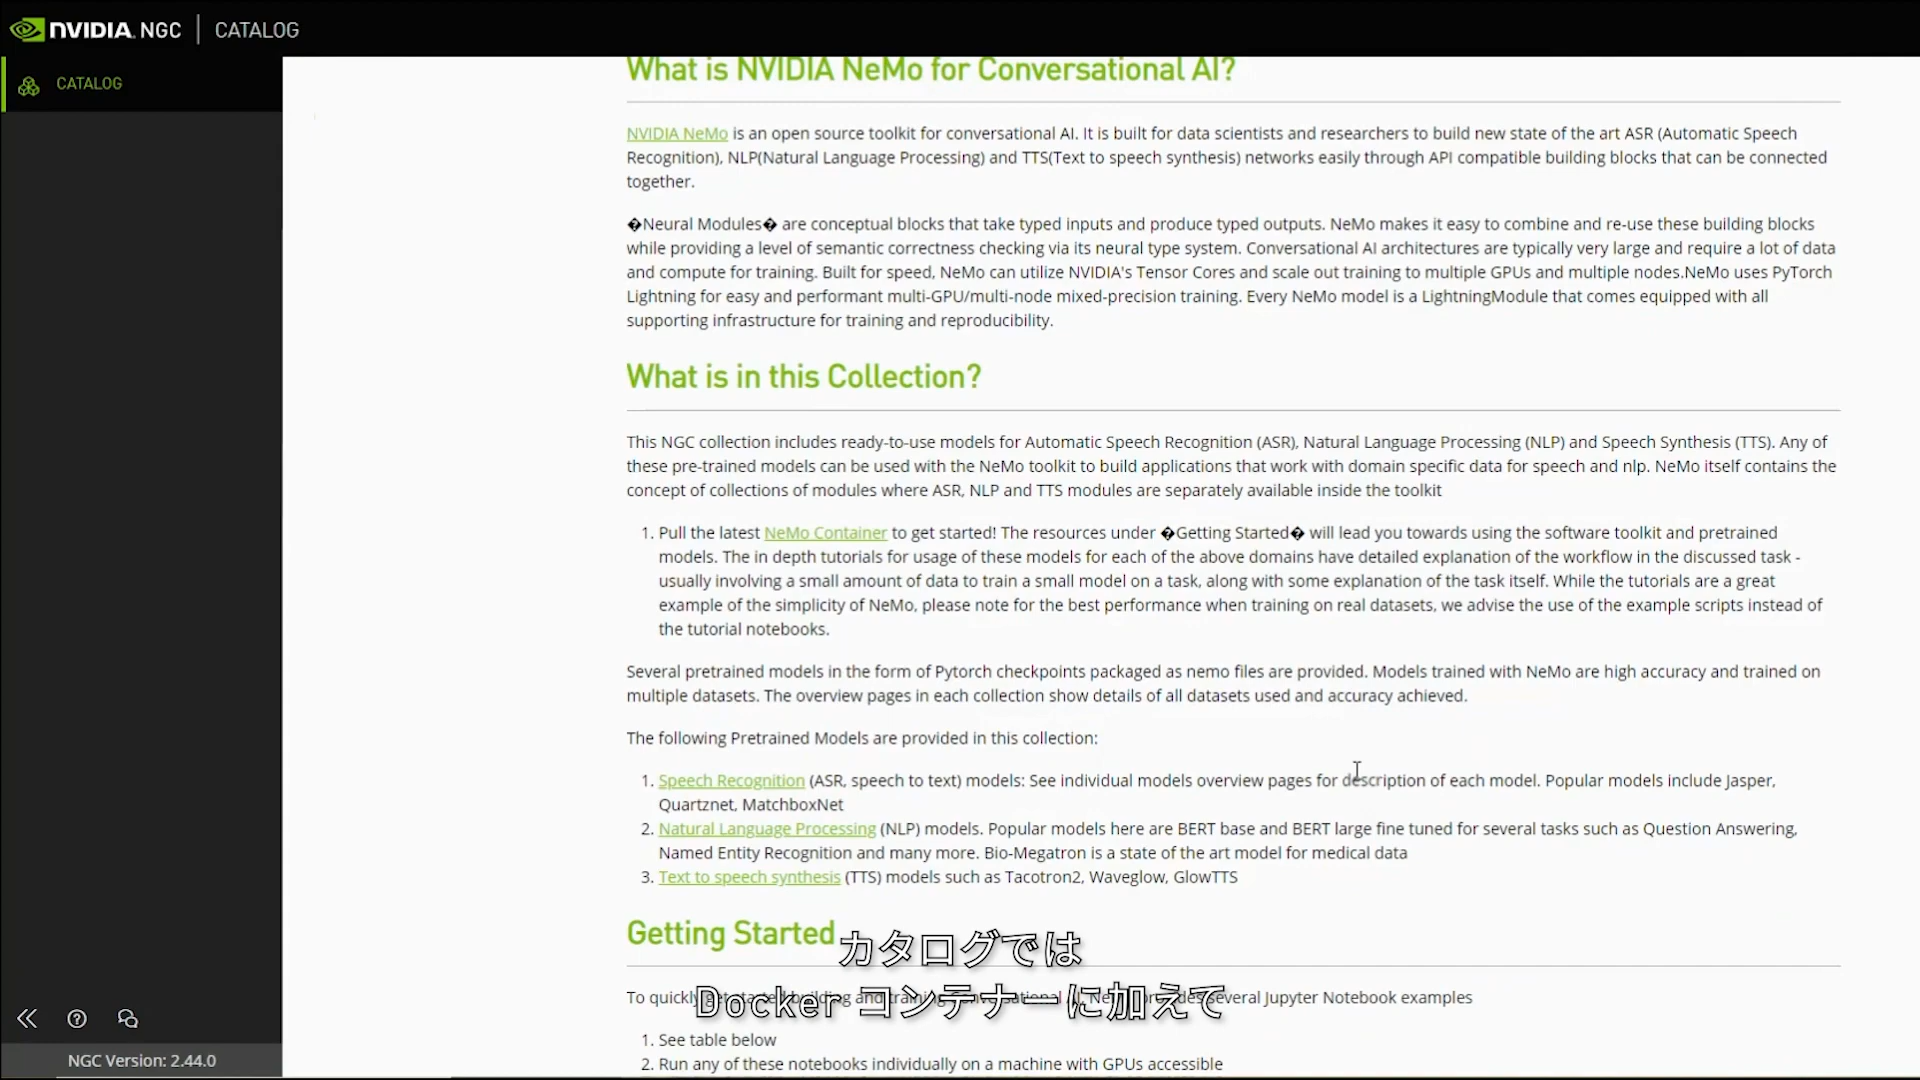 NVIDIA. NGC | CATALOG
CATALOG
What is NVIDIA NeMo for Conversational AI?
NVIDIA NeMo is an open source toolkit for conversational AI. It is built for data scientists and researchers to build new state of the art ASR (Automatic Speech
Recognition), NLP(Natural Language Processing) and TTS(Text to speech synthesis) networks easily through API compatible building blocks that can be connected
together.
�Neural Modules� are conceptual blocks that take typed inputs and produce typed outputs. NeMo makes it easy to combine and re-use these building blocks
while providing a level of semantic correctness checking via its neural type system. Conversational AI architectures are typically very large and require a lot of data
and compute for training. Built for speed, NeMo can utilize NVIDIA's Tensor Cores and scale out training to multiple GPUs and multiple nodes.NeMo uses PyTorch
Lightning for easy and performant multi-GPU/multi-node mixed-precision training. Every NeMo model is a LightningModule that comes equipped with all
supporting infrastructure for training and reproducibility.
What is in this Collection?
This NGC collection includes ready-to-use models for Automatic Speech Recognition (ASR), Natural Language Processing (NLP) and Speech Synthesis (TTS). Any of
these pre-trained models can be used with the NeMo toolkit to build applications that work with domain specific data for speech and nlp. NeMo itself contains the
concept of collections of modules where ASR, NLP and TTS modules are separately available inside the toolkit
1. Pull the latest NeMo Container to get started! The resources under �Getting Started� will lead you towards using the software toolkit and pretrained
models. The in depth tutorials for usage of these models for each of the above domains have detailed explanation of the workflow in the discussed task -
usually involving a small amount of data to train a small model on a task, along with some explanation of the task itself. While the tutorials are a great
example of the simplicity of NeMo, please note for the best performance when training on real datasets, we advise the use of the example scripts instead of
the tutorial notebooks.
Several pretrained models in the form of Pytorch checkpoints packaged as nemo files are provided. Models trained with NeMo are high accuracy and trained on
multiple datasets. The overview pages in each collection show details of all datasets used and accuracy achieved.
The following Pretrained Models are provided in this collection:
1. Speech Recognition (ASR, speech to text) models: See individual models overview pages for description of each model. Popular models include Jasper,
Quartznet, MatchboxNet
2. Natural Language Processing (NLP) models. Popular models here are BERT base and BERT large fine tuned for several tasks such as Question Answering,
Named Entity Recognition and many more. Bio-Megatron is a state of the art model for medical data
3. Text to speech synthesis (TTS) models such as Tacotron2, Waveglow, GlowTTS
Getting Started
カタログでは
Docker コンテナーに加えて
To quickly get started building and training Conversational AI, NeMo provides several Jupyter Notebook examples
1. See table below
2. Run any of these notebooks individually on a machine with GPUs accessible
NGC Version: 2.44.0